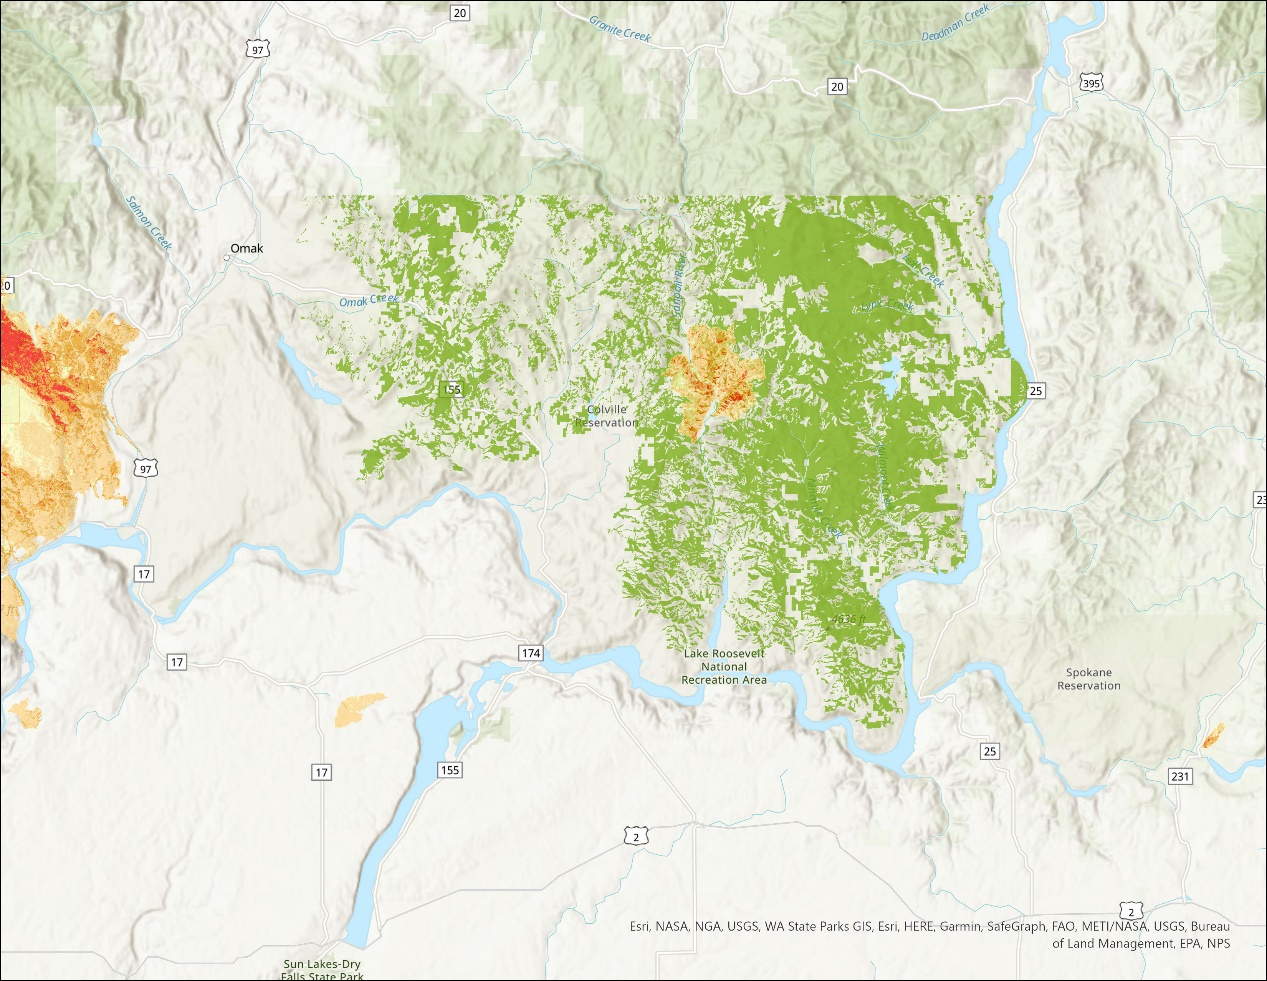 20
Granite Creek
Deadman Creek
97
20
395
Salmon Creek
Omak
20
Omak Creek
155
Colville
Reservation
25
97
17
174
17
Lake Roosevelt
National
Recreation Area
Spokane
Reservation
17
155
25
231
2
2
Esri, NASA, NGA, USGS, WA State Parks GIS, Esri, HERE, Garmin, SafeGraph, FAO, METI/NASA, USGS, Bureau
of Land Management, EPA, NPS
Sun Lakes-Dry
Falls State Park